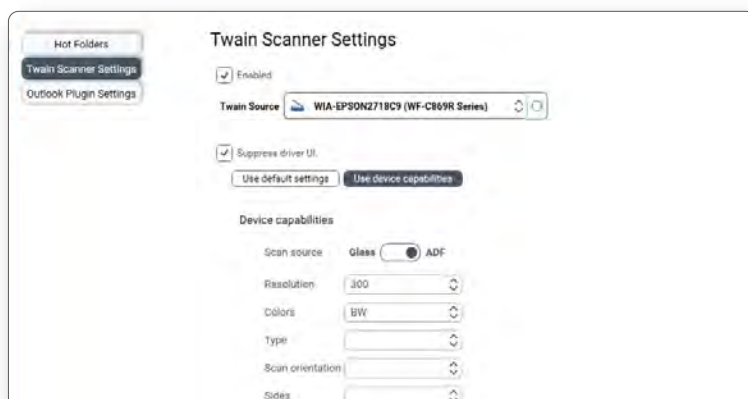 Hot Folders
Twain Scanner Settings
Outlook Plugin Settings
Twain Scanner Settings
Enabled
Twain Source WIA-EPSON2718C9 (WF-C869R Series)
Suppress driver UI.
Use default settings Use device capabilities
Device capabilities
Scan source Glass ADF
Resolution 300
Colors BW
Type
Scan orientation
Sides